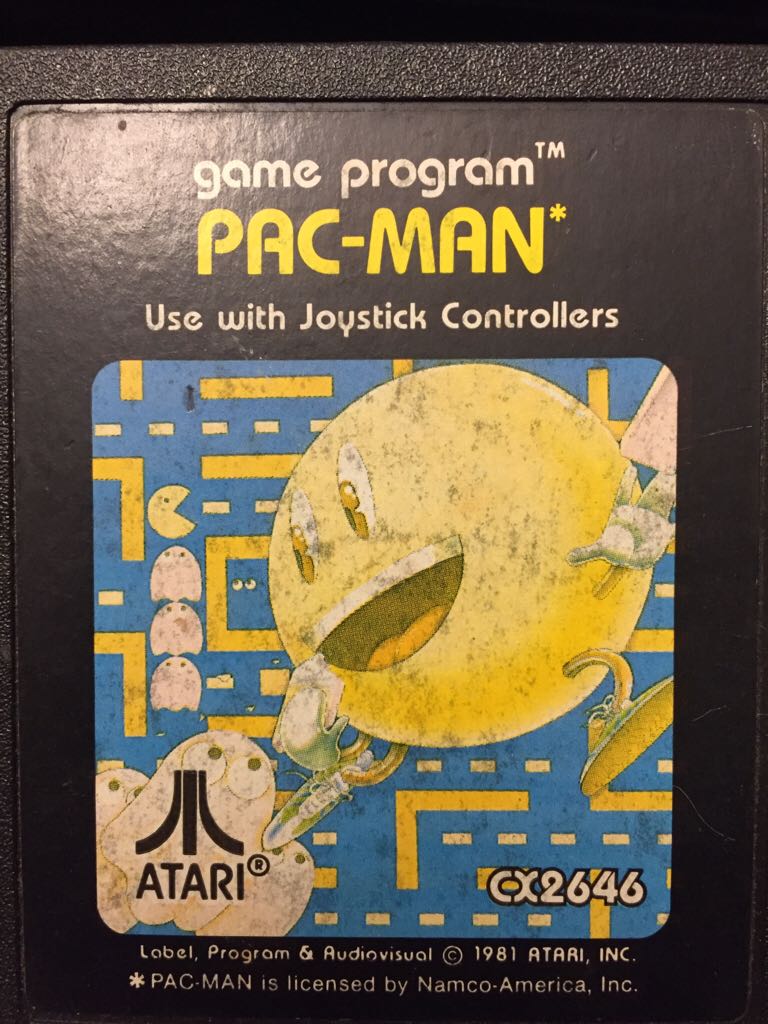 game program™
PAC-MAN*
Use with Joystick Controllers
ATARI®
CX2646
Label, Program & Audiovisual © 1981 ATARI, INC.
*PAC-MAN is licensed by Namco-America, Inc.